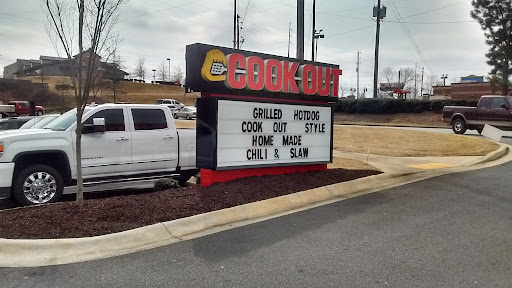 COOK OUT
GRILLED HOTDOG
COOK OUT STYLE
HOME MADE
CHILI & SLAW